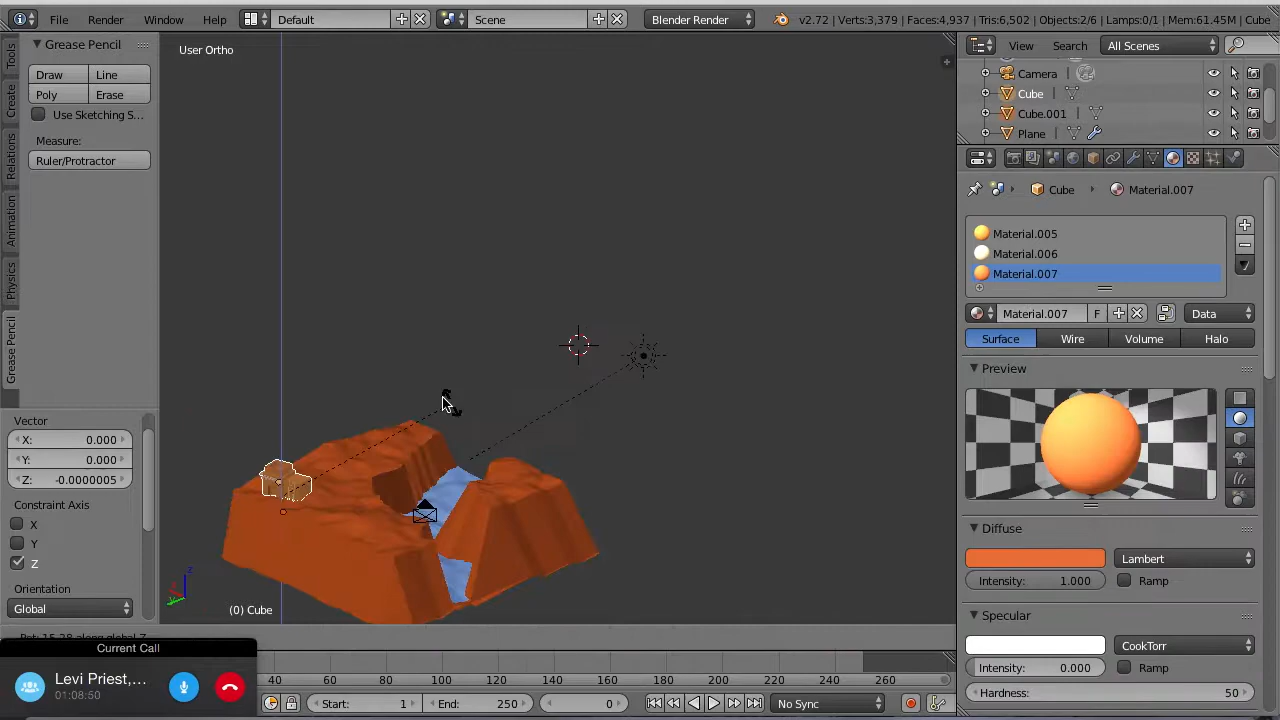 File Render Window Help Default Scene Blender Render v2.72 | Verts:3,379 | Faces:4,937 | Tris:6,502 | Objects:2/6 | Lamps:0/1 | Mem:61.45M | Cube
Tools
Create
Relations
Animation
Physics
Grease Pencil
Grease Pencil
Draw Line
Poly Erase
Use Sketching S...
Measure:
Ruler/Protractor
Vector
X: 0.000
Y: 0.000
Z: -0.0000005
Constraint Axis
X
Y
Z
Orientation
Global
User Ortho
(0) Cube
Rot: 15.28 along global Z
Current Call
Levi Priest,...
01:08:50
40 60 80 100 120 140 160 180 200 220 240 260
Start: 1 End: 250 0 No Sync
View Search All Scenes
Camera
Cube
Cube.001
Plane
Cube Material.007
Material.005
Material.006
Material.007
Material.007 F Data
Surface Wire Volume Halo
Preview
Diffuse
Lambert
Intensity: 1.000 Ramp
Specular
CookTorr
Intensity: 0.000 Ramp
Hardness: 50
z
x
y